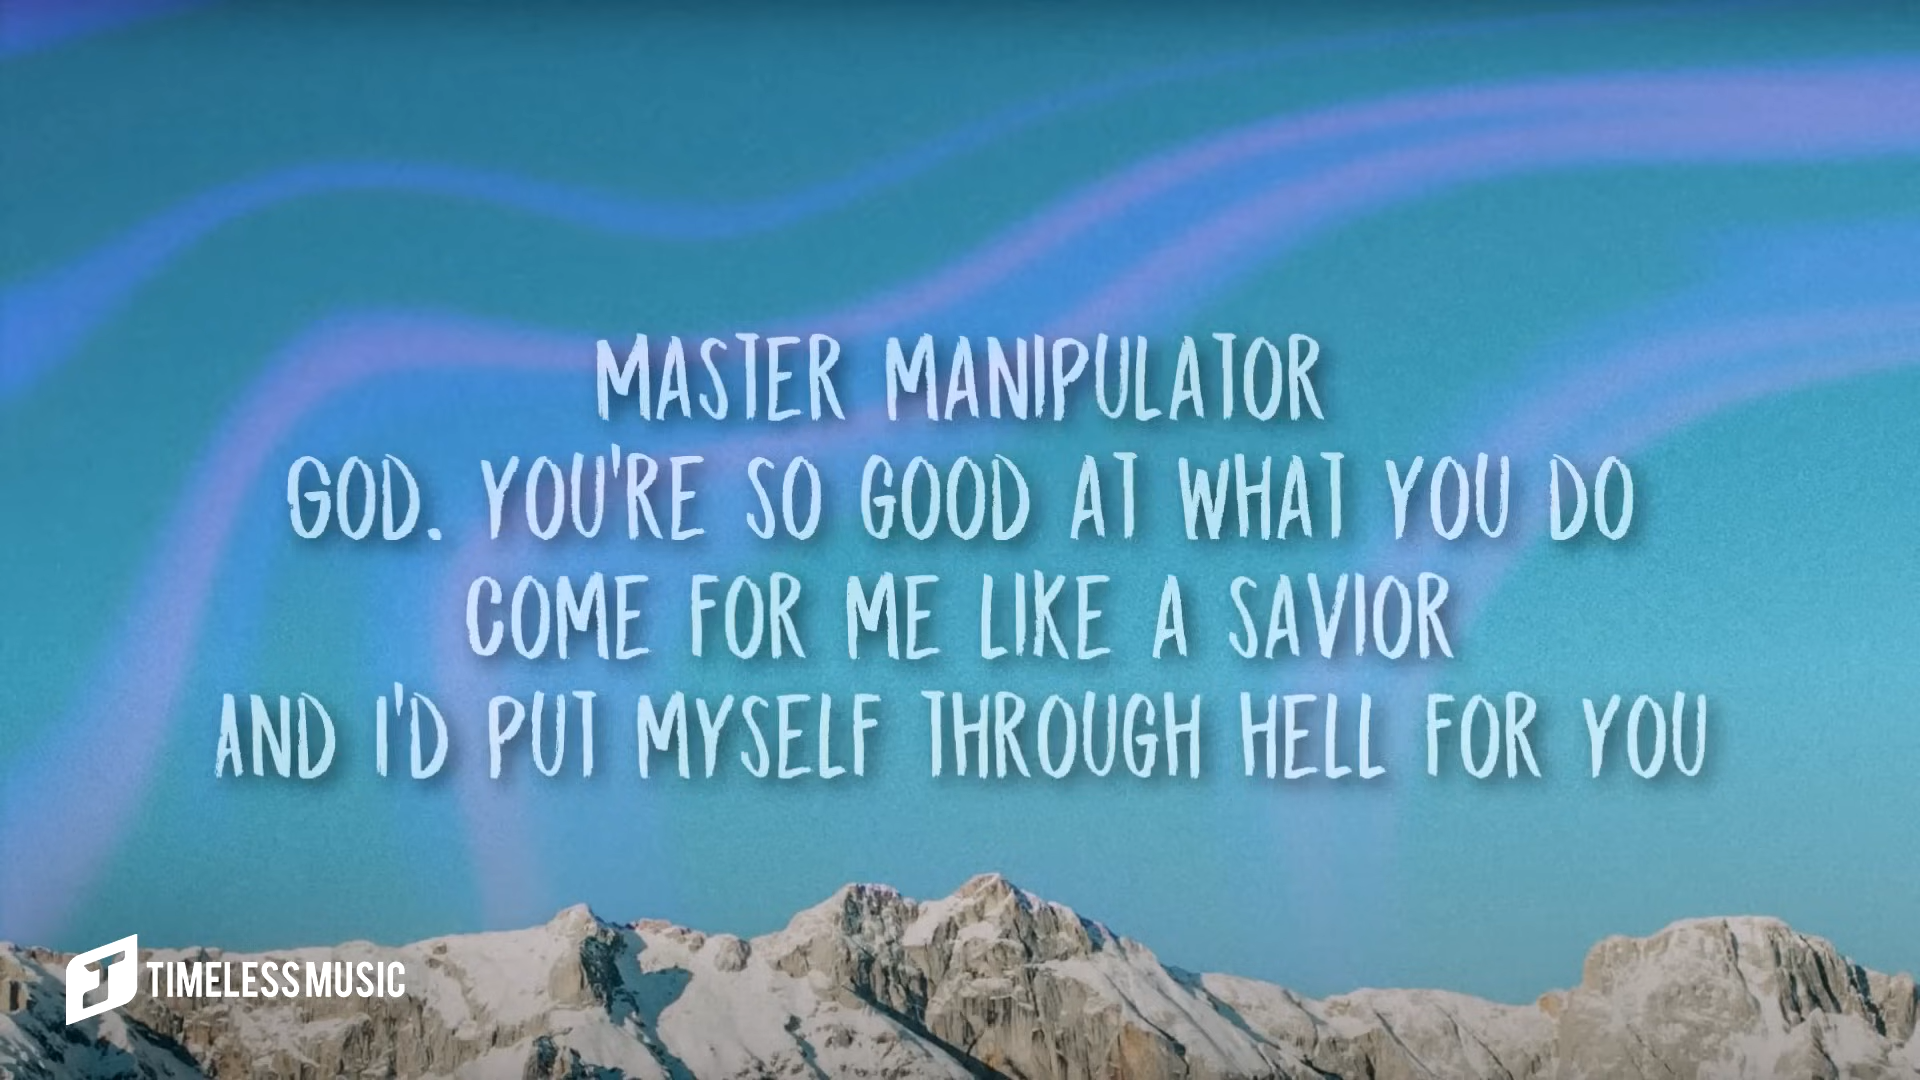 MASTER MANIPULATOR
GOD. YOU'RE SO GOOD AT WHAT YOU DO
COME FOR ME LIKE A SAVIOR
AND I'D PUT MYSELF THROUGH HELL FOR YOU
TIMELESS MUSIC